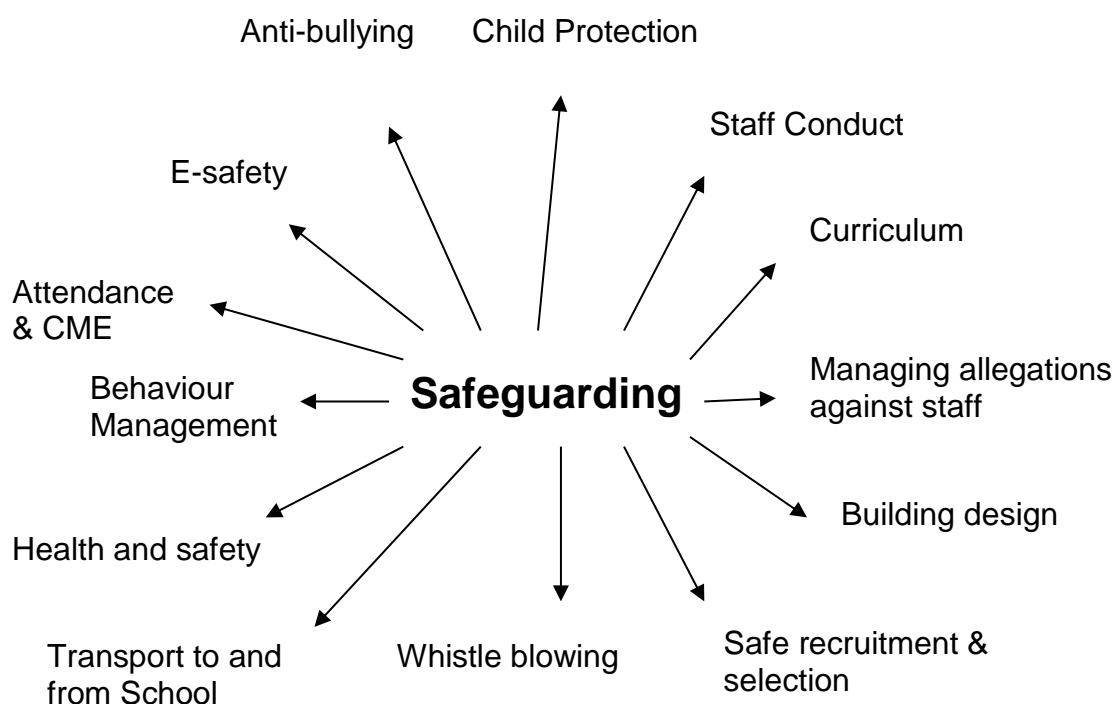 Anti-bullying
Child Protection
Staff Conduct
E-safety
Curriculum
Attendance
& CME
Managing allegations
against staff
Behaviour
Management
Safeguarding
Building design
Health and safety
Transport to and
from School
Whistle blowing
Safe recruitment &
selection